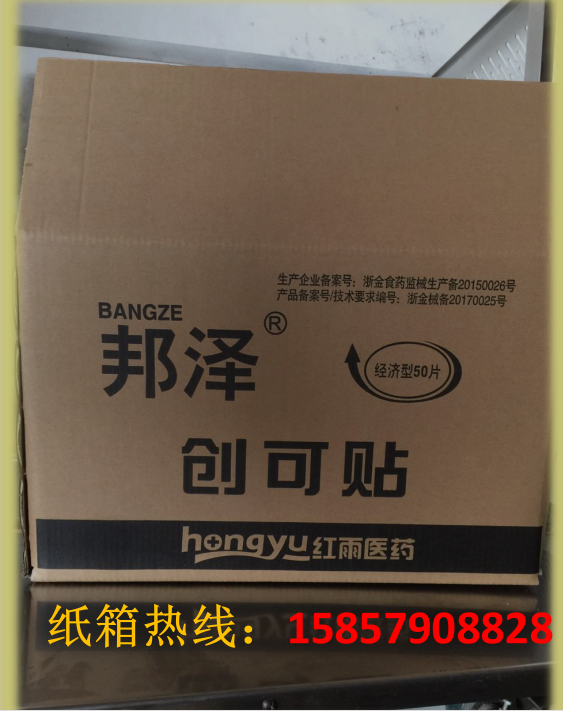 生产企业备案号：浙金食药监械生产备20150026号
产品备案号/技术要求编号：浙金械备20170025号
BANGZE
邦泽®
经济型50片
创可贴
hongyu红雨医药
纸箱热线：15857908828